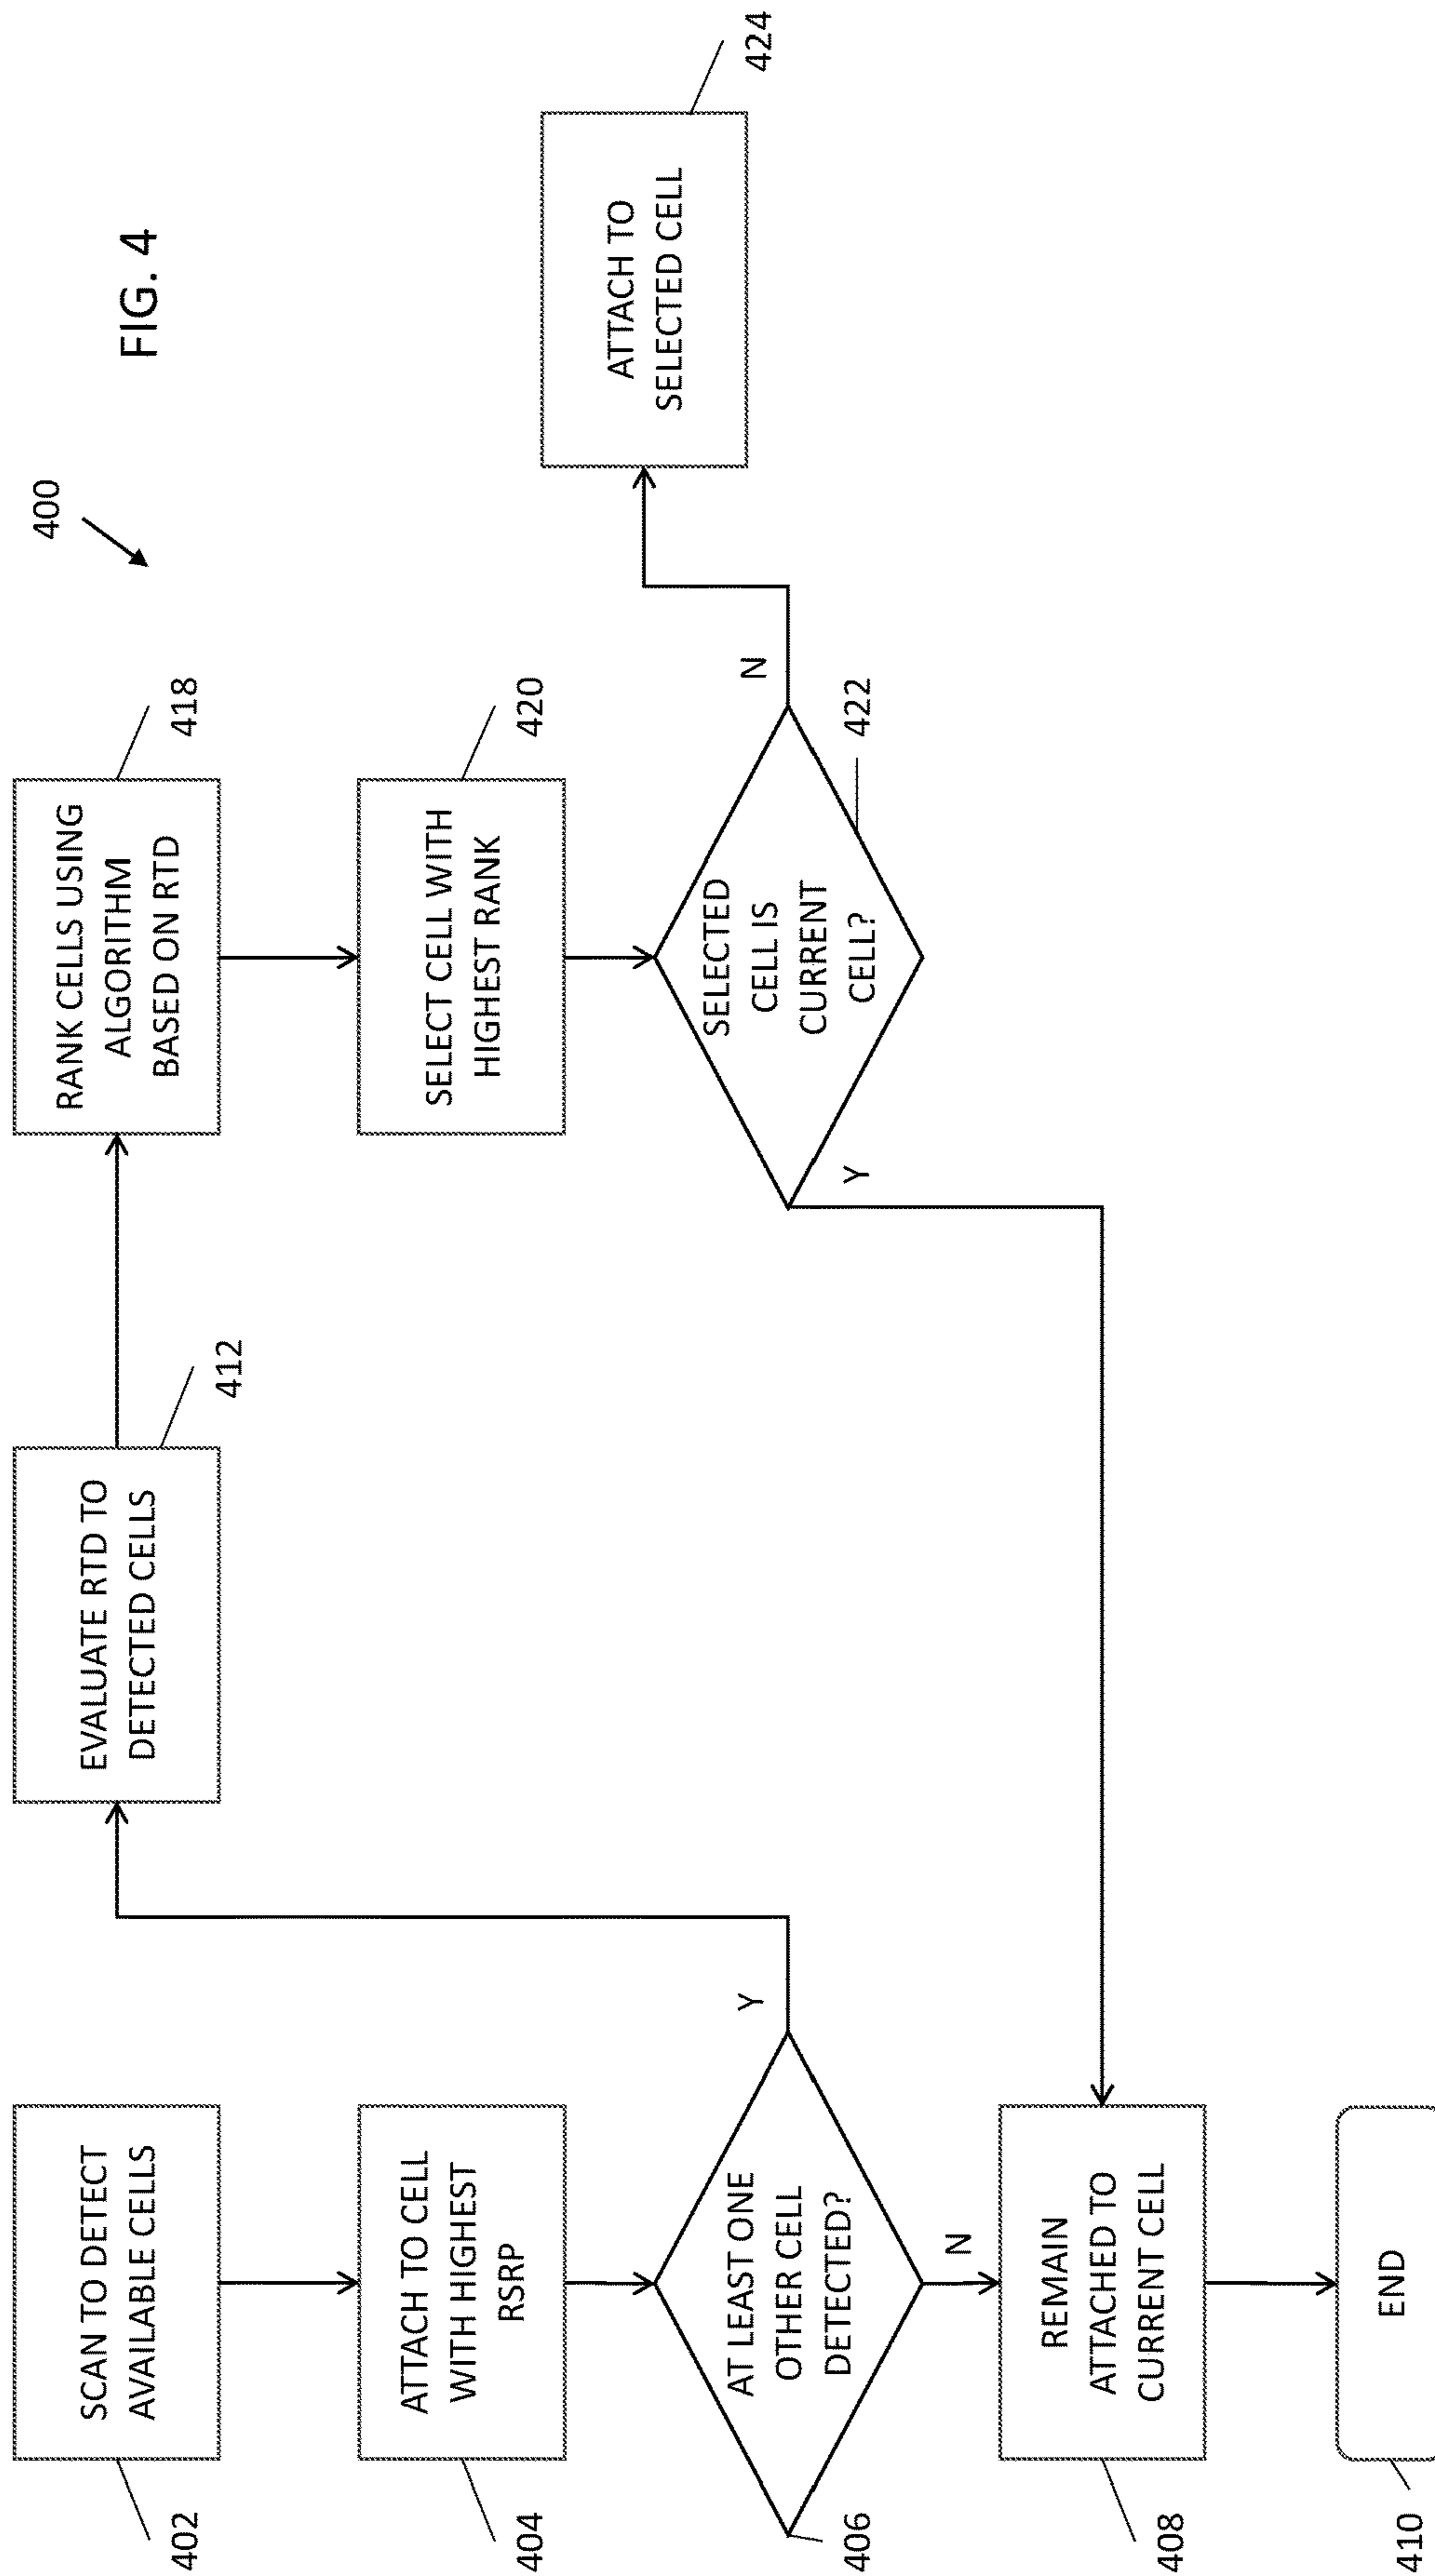 FIG. 4
400
402
SCAN TO DETECT
AVAILABLE CELLS
404
ATTACH TO CELL
WITH HIGHEST
RSRP
406
AT LEAST ONE
OTHER CELL
DETECTED?
Y
N
408
REMAIN
ATTACHED TO
CURRENT CELL
410
END
EVALUATE RTD TO
DETECTED CELLS
412
RANK CELLS USING
ALGORITHM
BASED ON RTD
418
SELECT CELL WITH
HIGHEST RANK
420
SELECTED
CELL IS
CURRENT
CELL?
422
Y
N
ATTACH TO
SELECTED CELL
424